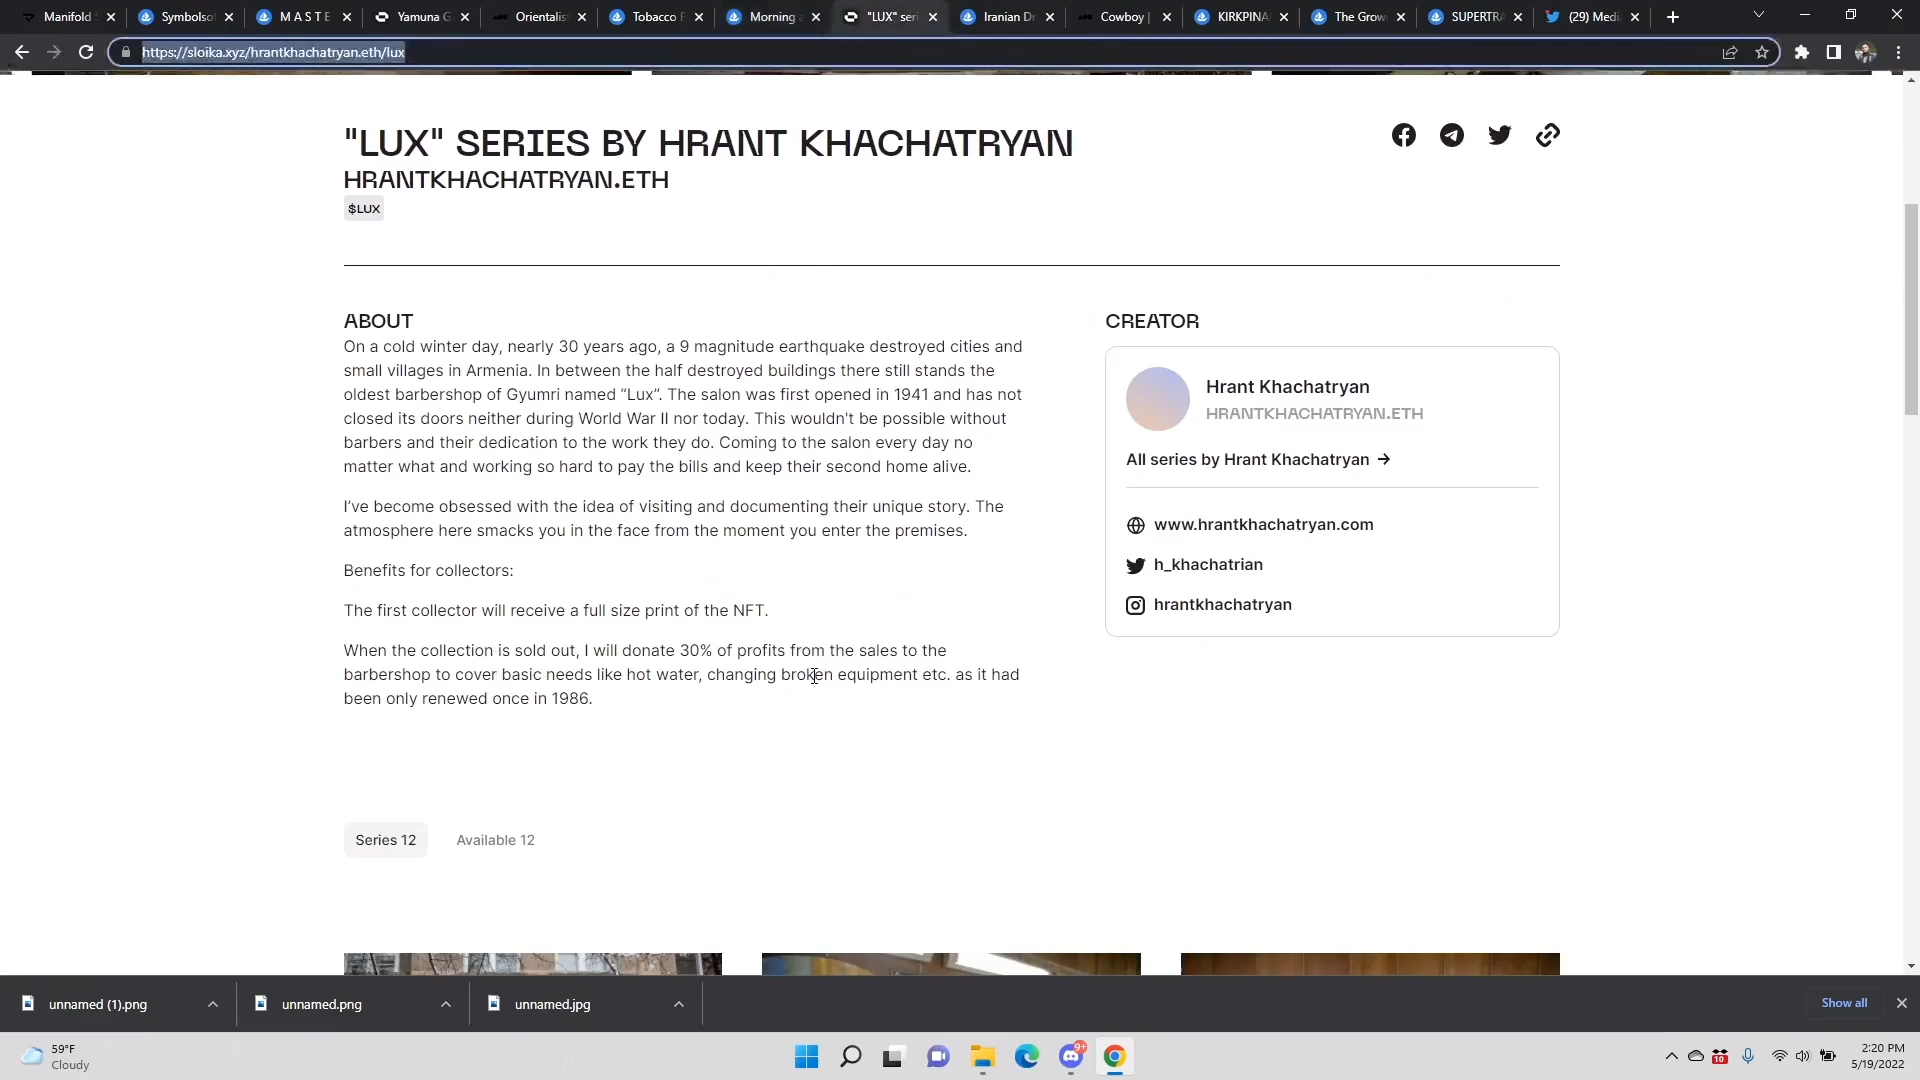 Manifold
Symbolso
M A S T E
Yamuna G
Orientalis
Tobacco F
Morning a
"LUX" seri
Iranian Dr
Cowboy |
KIRKPINA
The Grow
SUPERTRA
(29) Medi
https://sloika.xyz/hrantkhachatryan.eth/lux
"LUX" SERIES BY HRANT KHACHATRYAN
HRANTKHACHATRYAN.ETH
$LUX
ABOUT
On a cold winter day, nearly 30 years ago, a 9 magnitude earthquake destroyed cities and
small villages in Armenia. In between the half destroyed buildings there still stands the
oldest barbershop of Gyumri named “Lux”. The salon was first opened in 1941 and has not
closed its doors neither during World War II nor today. This wouldn't be possible without
barbers and their dedication to the work they do. Coming to the salon every day no
matter what and working so hard to pay the bills and keep their second home alive.
I’ve become obsessed with the idea of visiting and documenting their unique story. The
atmosphere here smacks you in the face from the moment you enter the premises.
Benefits for collectors:
The first collector will receive a full size print of the NFT.
When the collection is sold out, I will donate 30% of profits from the sales to the
barbershop to cover basic needs like hot water, changing broken equipment etc. as it had
been only renewed once in 1986.
CREATOR
Hrant Khachatryan
HRANTKHACHATRYAN.ETH
All series by Hrant Khachatryan →
www.hrantkhachatryan.com
h_khachatrian
hrantkhachatryan
Series 12
Available 12
unnamed (1).png
unnamed.png
unnamed.jpg
Show all
59°F
Cloudy
9+
10
2:20 PM
5/19/2022